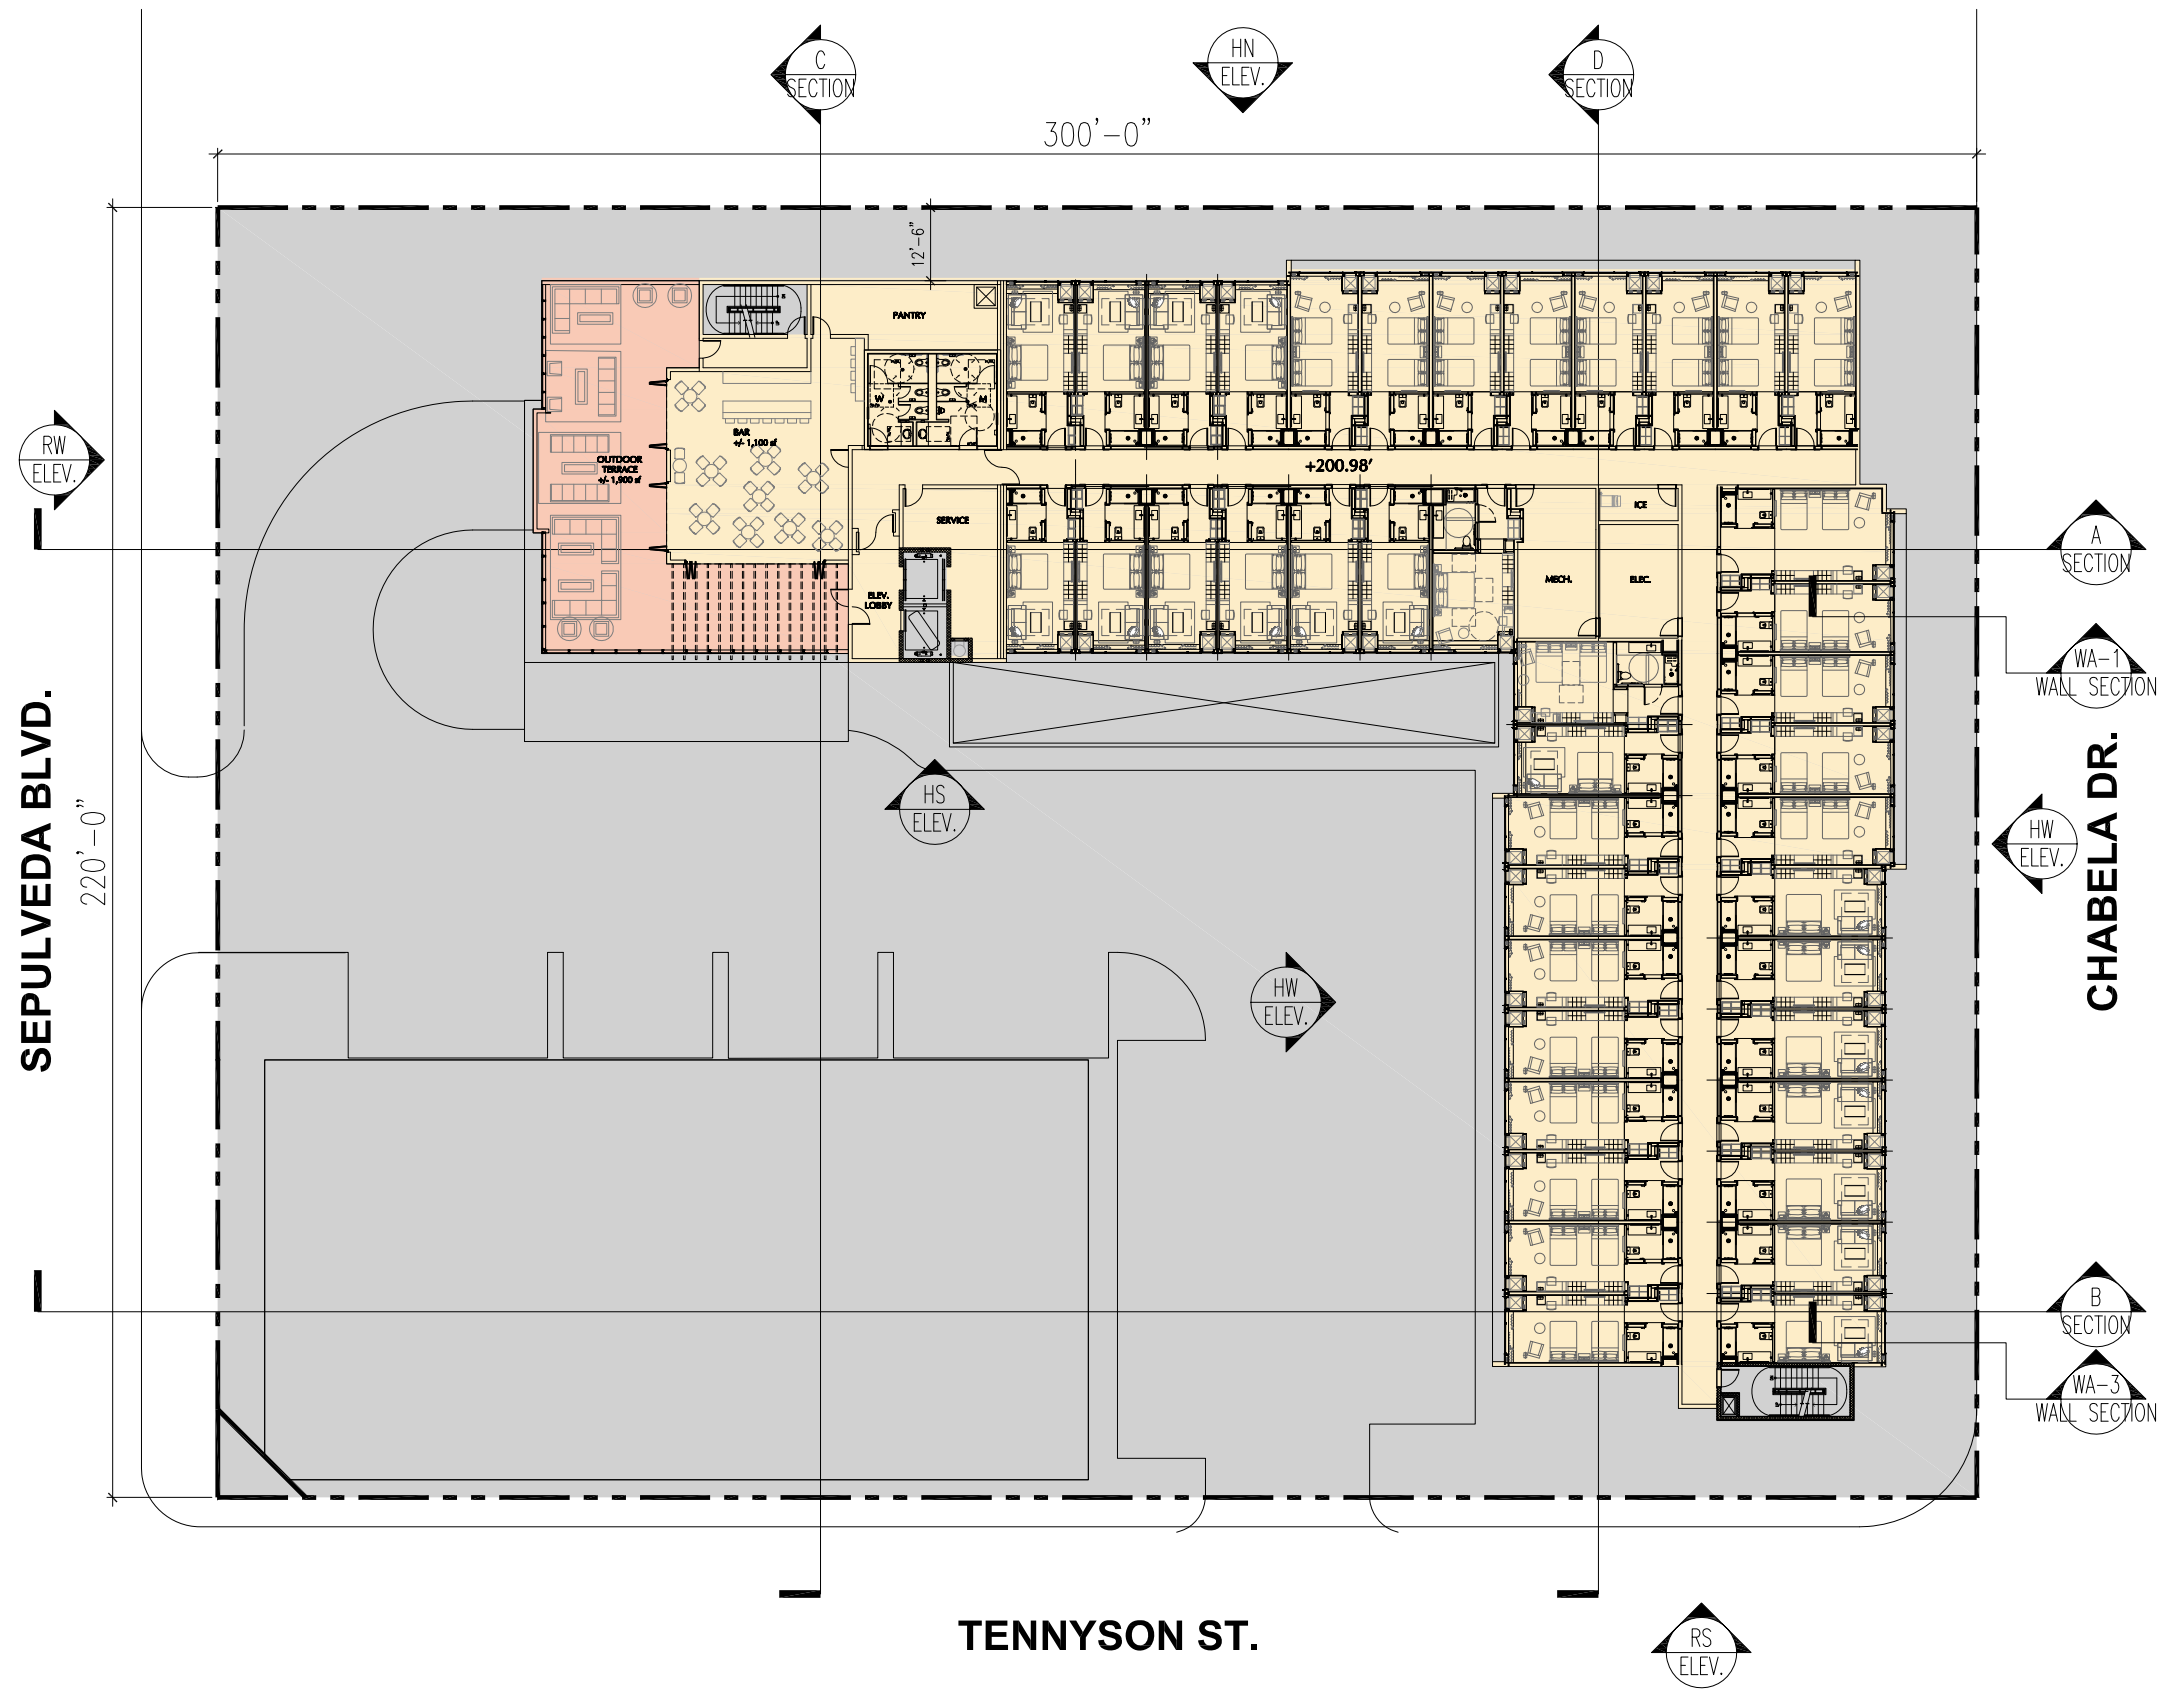 C
SECTION
HN
ELEV.
D
SECTION
300'-0"
12'-6"
PANTRY
W
M
BAR
+/- 1,100 sf
OUTDOOR
TERRACE
+/- 1,900 sf
RW
ELEV.
+200.98'
SERVICE
ICE
A
SECTION
MECH.
ELEC.
ELEV.
LOBBY
WA-1
WALL SECTION
SEPULVEDA BLVD.
220'-0"
HS
ELEV.
HW
ELEV.
CHABELA DR.
HW
ELEV.
B
SECTION
WA-3
WALL SECTION
TENNYSON ST.
RS
ELEV.